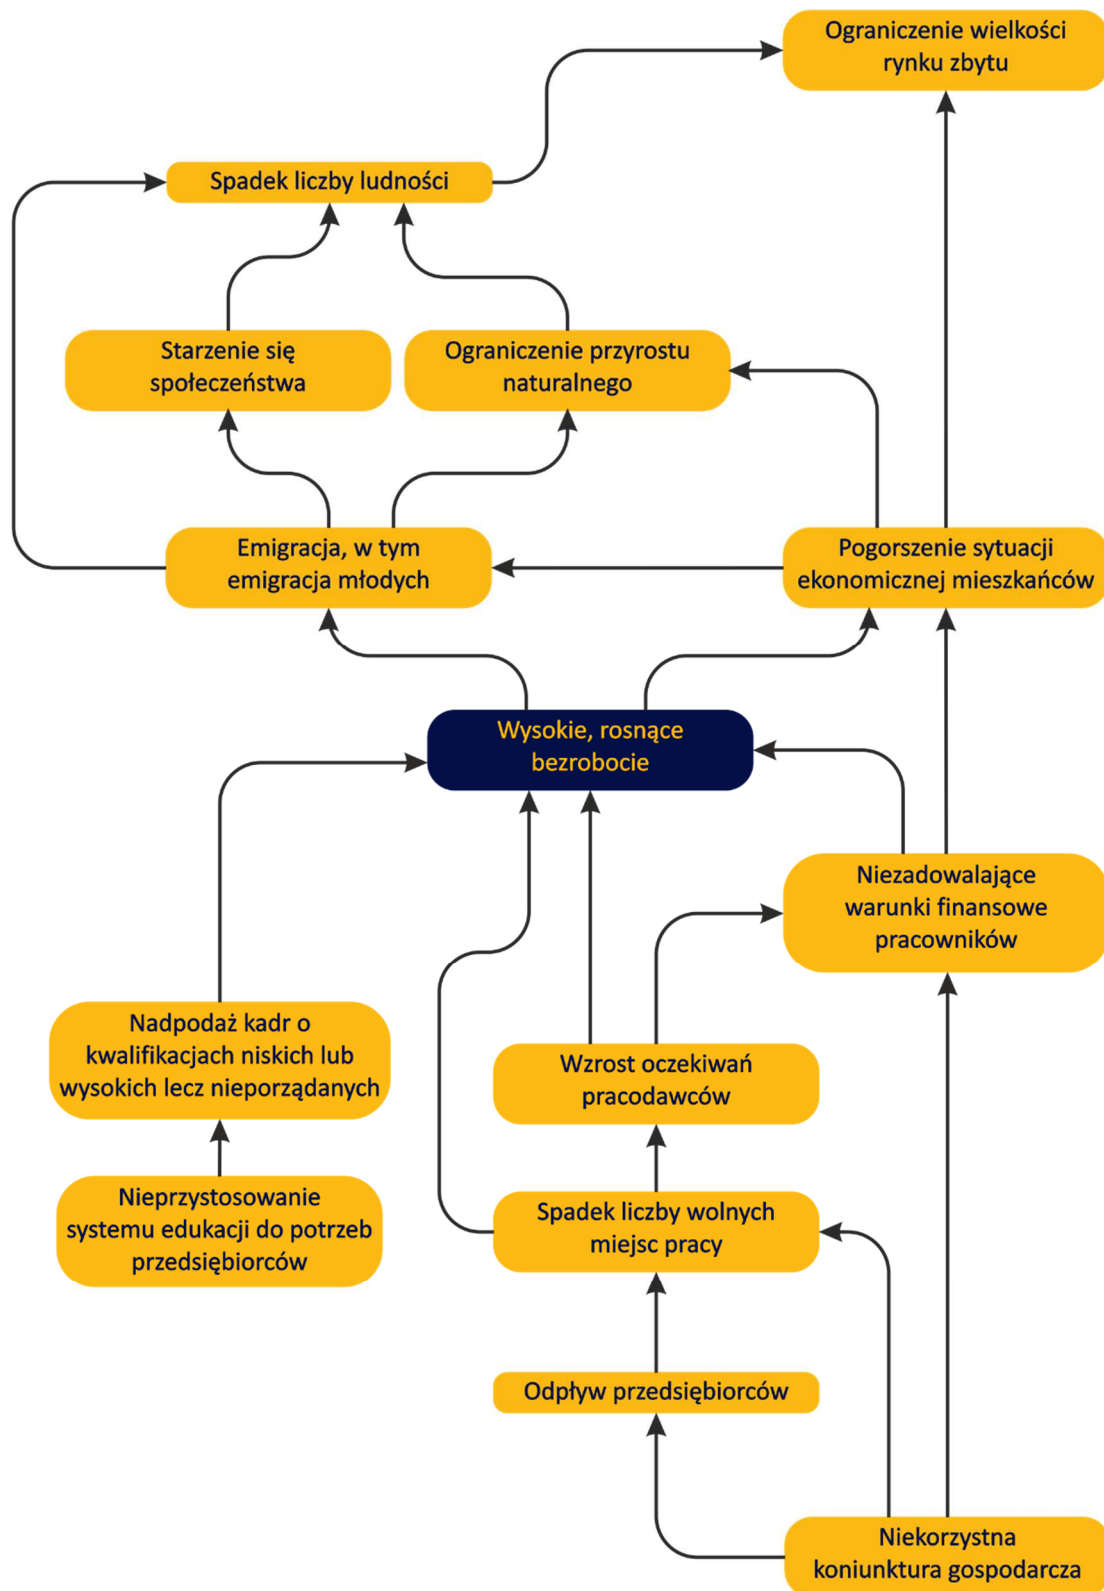 Ograniczenie wielkości
rynku zbytu
Spadek liczby ludności
Starzenie się
społeczeństwa
Ograniczenie przyrostu
naturalnego
Emigracja, w tym
emigracja młodych
Pogorszenie sytuacji
ekonomicznej mieszkańców
Wysokie, rosnące
bezrobocie
Niezadowalające
warunki finansowe
pracowników
Nadpodaż kadr o
kwalifikacjach niskich lub
wysokich lecz nieporządanych
Wzrost oczekiwań
pracodawców
Nieprzystosowanie
systemu edukacji do potrzeb
przedsiębiorców
Spadek liczby wolnych
miejsc pracy
Odpływ przedsiębiorców
Niekorzystna
koniunktura gospodarcza